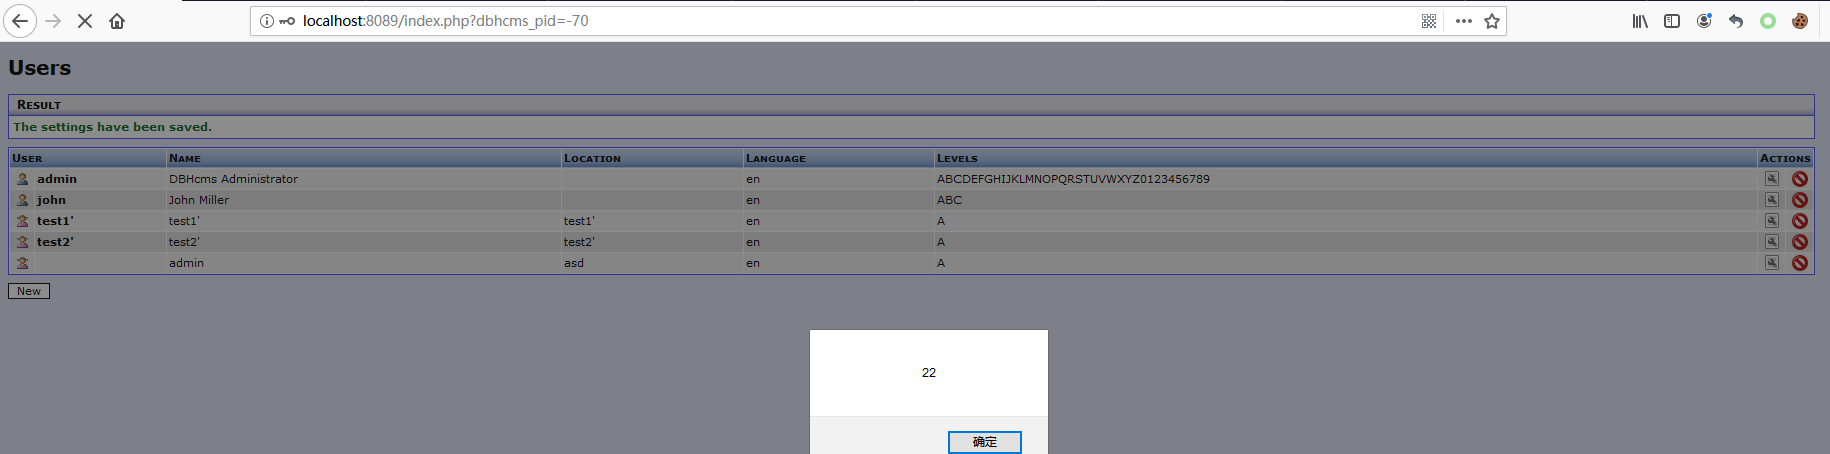 localhost:8089/index.php?dbhcms_pid=-70
Users
RESULT
The settings have been saved.
USER NAME LOCATION LANGUAGE LEVELS ACTIONS
admin DBHcms Administrator en ABCDEFGHIJKLMNOPQRSTUVWXYZ0123456789
john John Miller en ABC
test1' test1' test1' en A
test2' test2' test2' en A
admin asd en A
New
22
确定